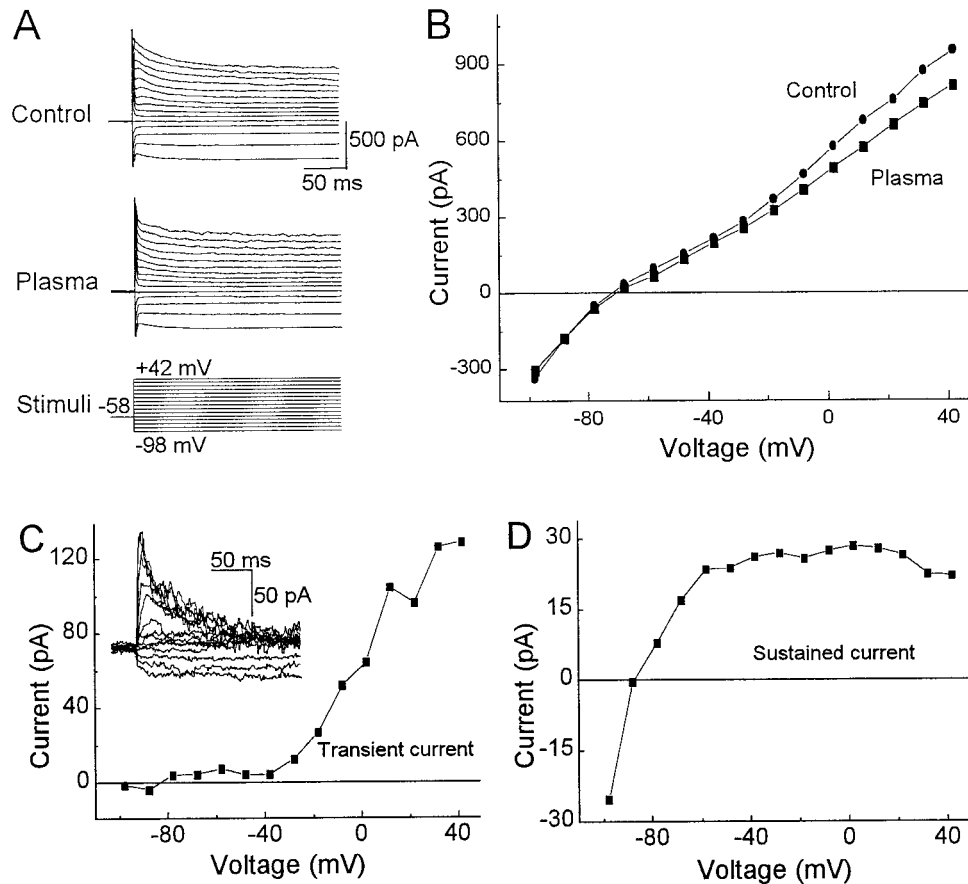 A
Control
500 pA
50 ms
Plasma
+42 mV
Stimuli -58
-98 mV
B
900
600
300
0
-300
Current (pA)
Control
Plasma
-80
-40
0
40
Voltage (mV)
C
120
80
40
0
Current (pA)
50 ms
50 pA
Transient current
-80
-40
0
40
Voltage (mV)
D
30
15
0
-15
-30
Current (pA)
Sustained current
-80
-40
0
40
Voltage (mV)